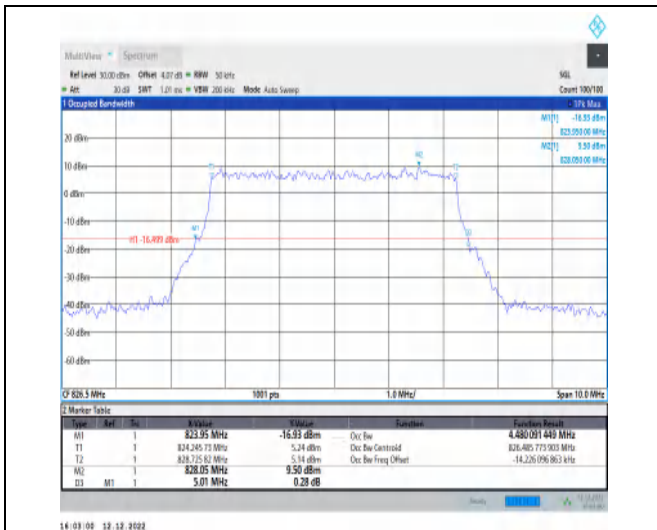 MultiView Spectrum
Ref Level 30.00 dBm Offset 4.07 dB RBW 50 kHz SGL
Att 30 dB SWT 1.01 ms VBW 200 kHz Mode Auto Sweep Count 100/100
1 Occupied Bandwidth 1Pk Max
M1[1] -16.93 dBm
823.950 00 MHz
20 dBm
M2[1] 9.50 dBm
828.050 00 MHz
10 dBm
M2
T1
0 dBm
-10 dBm
M1
H1 -16.499 dBm
-20 dBm
-30 dBm
-40 dBm
-50 dBm
-60 dBm
CF 826.5 MHz 1001 pts 1.0 MHz/ Span 10.0 MHz
2 Marker Table
Type Ref Trc X-Value Y-Value Function Function Result
M1 1 823.95 MHz -16.93 dBm Occ Bw 4.480 091 449 MHz
T1 1 824.245 73 MHz 5.24 dBm Occ Bw Centroid 826.485 773 903 MHz
T2 1 828.725 82 MHz 5.14 dBm Occ Bw Freq Offset -14.226 096 863 kHz
M2 1 828.05 MHz 9.50 dBm
D3 M1 1 5.01 MHz 0.28 dB
Ready
16:03:00 12.12.2022